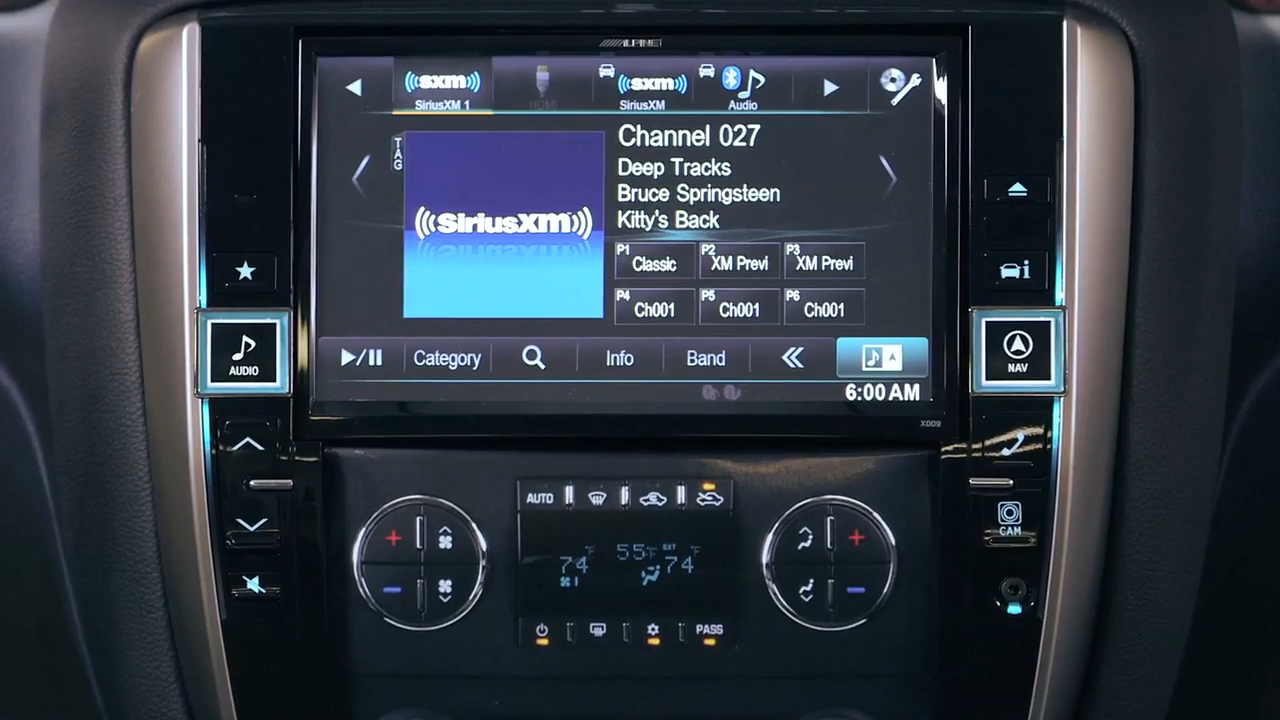 ALPINE
sxm
SiriusXM 1
HDMI
sxm
SiriusXM
Audio
TAG
Channel 027
Deep Tracks
Bruce Springsteen
Kitty's Back
SiriusXM
P1 Classic
P2 XM Previ
P3 XM Previ
P4 Ch001
P5 Ch001
P6 Ch001
Category
Info
Band
6:00 AM
X009
AUDIO
NAV
CAM
AUTO
74°F
55°F
EXT
74°F
PASS